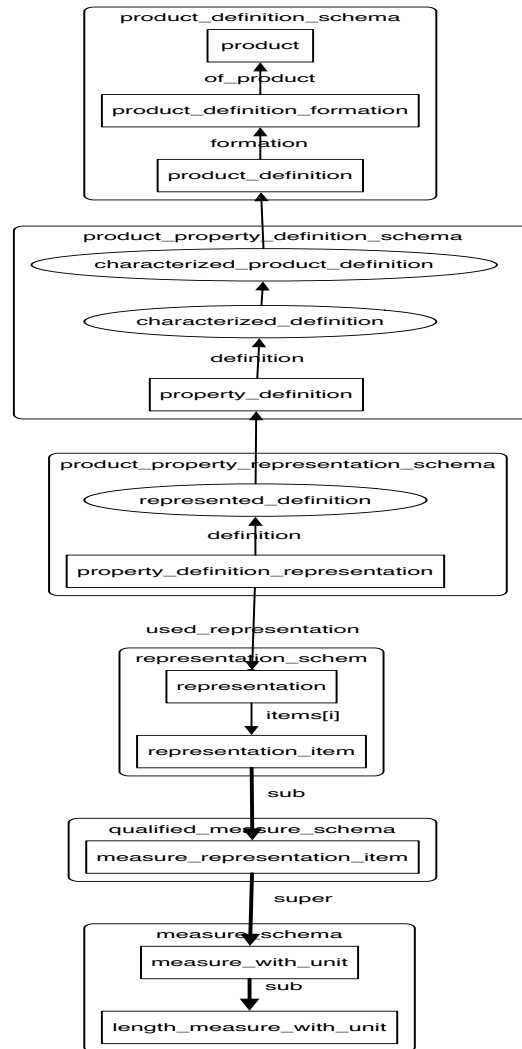 product_definition_schema
product
of_product
product_definition_formation
formation
product_definition
product_property_definition_schema
characterized_product_definition
characterized_definition
definition
property_definition
product_property_representation_schema
represented_definition
definition
property_definition_representation
used_representation
representation_schem
representation
items[i]
representation_item
sub
qualified_measure_schema
measure_representation_item
super
measure_schema
measure_with_unit
sub
length_measure_with_unit